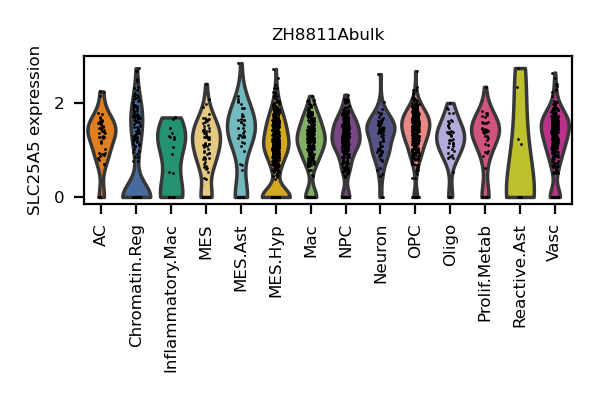 ZH8811Abulk
SLC25A5 expression
2
0
AC
Chromatin.Reg
Inflammatory.Mac
MES
MES.Ast
MES.Hyp
Mac
NPC
Neuron
OPC
Oligo
Prolif.Metab
Reactive.Ast
Vasc